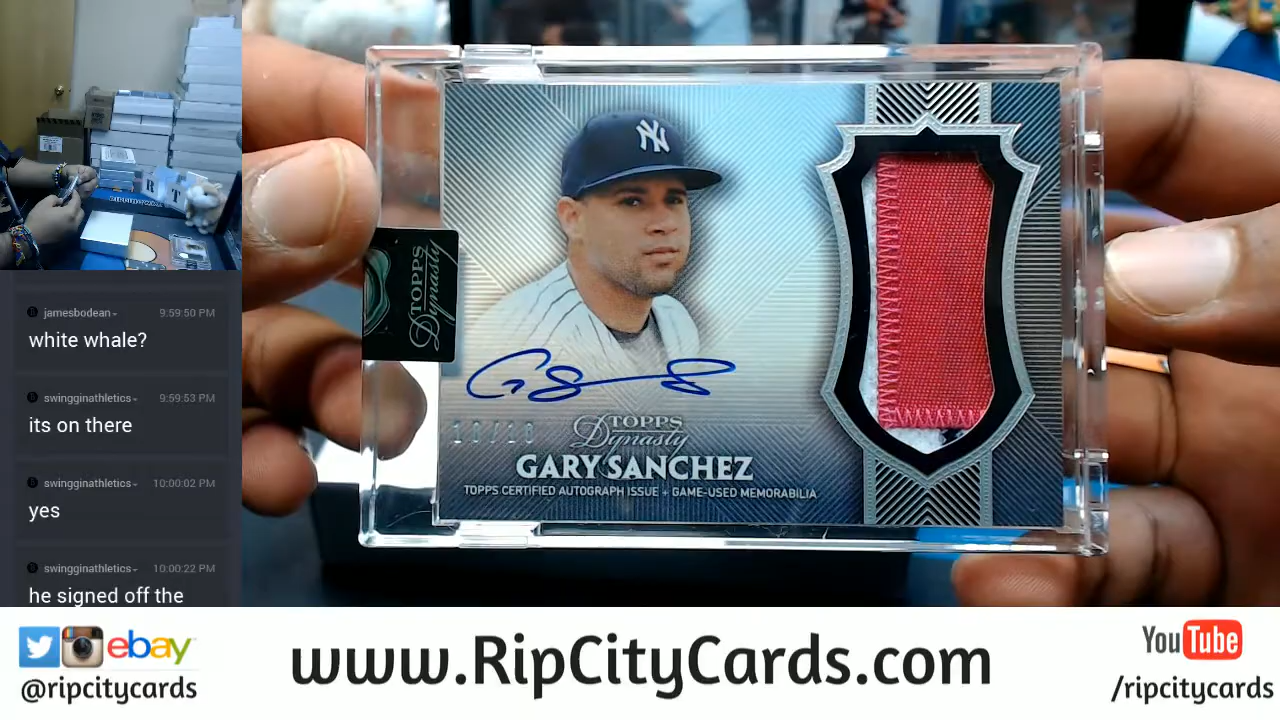 jamesbodean
9:59:50 PM
white whale?
swingginathletics
9:59:53 PM
its on there
swingginathletics
10:00:02 PM
yes
swingginathletics
10:00:22 PM
he signed off the
NY
TOPPS
Dynasty
10/10
TOPPS
Dynasty
GARY SANCHEZ
TOPPS CERTIFIED AUTOGRAPH ISSUE + GAME-USED MEMORABILIA
ebay
@ripcitycards
www.RipCityCards.com
YouTube
/ripcitycards